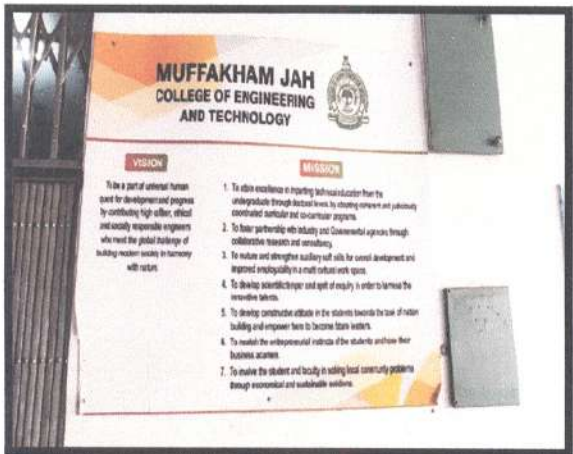 MUFFAKHAM JAH
COLLEGE OF ENGINEERING
AND TECHNOLOGY
VISION
To be a part of universal human
quest for development and progress
by contributing high caliber, ethical
and socially responsible engineers
who meet the global challenge of
building modern society in harmony
with nature.
MISSION
1. To attain excellence in imparting technical education from the
undergraduate through doctoral levels by adopting coherent and judiciously
coordinated curricular and co-curricular programs.
2. To foster partnership with industry and Governmental agencies through
collaborative research and consultancy.
3. To nurture and strengthen auxiliary soft skills for overall development and
improved employability in a multi cultural work space.
4. To develop scientific temper and spirit of enquiry in order to harness the
innovative talents.
5. To develop constructive attitude in the students towards the task of nation
building and empower them to become future leaders.
6. To nourish the entrepreneurial instincts of the students and hone their
business acumen.
7. To involve the student and faculty in solving local community problems
through economical and sustainable solutions.